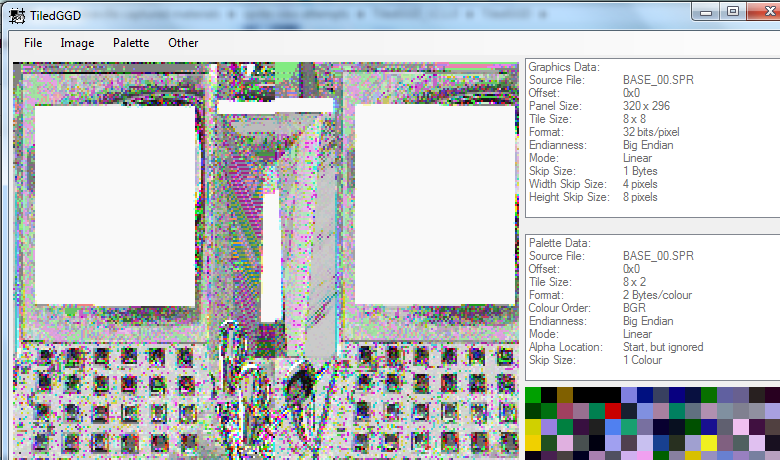 TiledGGD
File Image Palette Other
Graphics Data:
Source File: BASE_00.SPR
Offset: 0x0
Panel Size: 320 x 296
Tile Size: 8 x 8
Format: 32 bits/pixel
Endianness: Big Endian
Mode: Linear
Skip Size: 1 Bytes
Width Skip Size: 4 pixels
Height Skip Size: 8 pixels
Palette Data:
Source File: BASE_00.SPR
Offset: 0x0
Tile Size: 8 x 2
Format: 2 Bytes/colour
Colour Order: BGR
Endianness: Big Endian
Mode: Linear
Alpha Location: Start, but ignored
Skip Size: 1 Colour